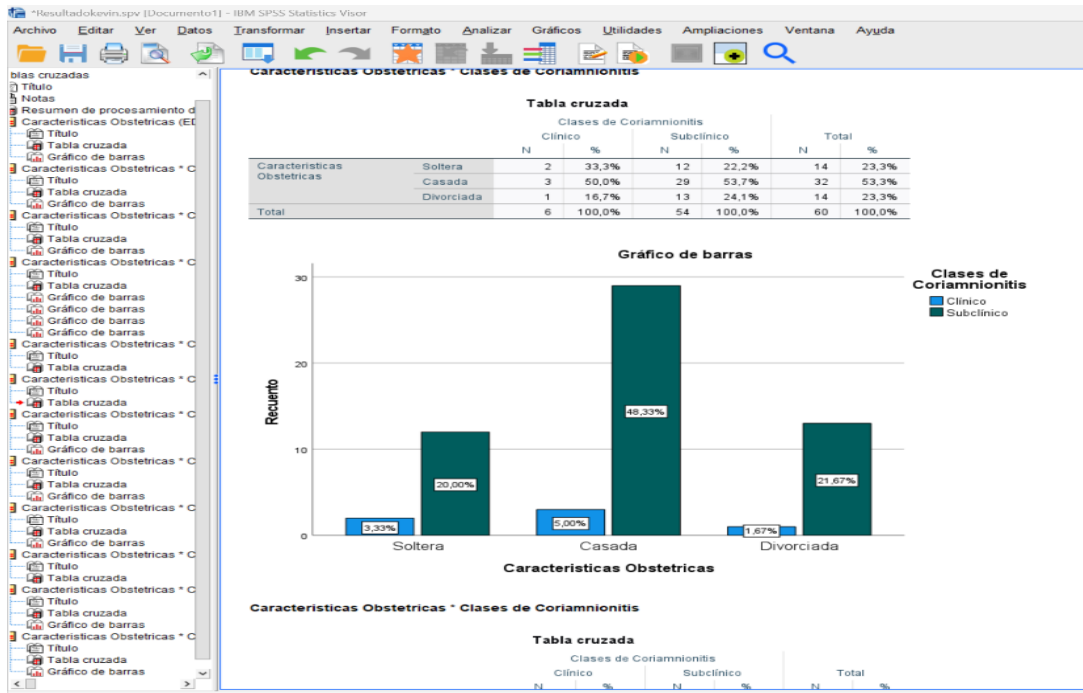 *Resultadokevin.spv [Documento1] - IBM SPSS Statistics Visor
Archivo Editar Ver Datos Transformar Insertar Formato Analizar Gráficos Utilidades Ampliaciones Ventana Ayuda
blas cruzadas
Título
Notas
Resumen de procesamiento d
Caracteristicas Obstetricas (ED
Título
Tabla cruzada
Gráfico de barras
Caracteristicas Obstetricas * C
Título
Tabla cruzada
Gráfico de barras
Caracteristicas Obstetricas * C
Título
Tabla cruzada
Gráfico de barras
Caracteristicas Obstetricas * C
Título
Tabla cruzada
Gráfico de barras
Gráfico de barras
Gráfico de barras
Gráfico de barras
Caracteristicas Obstetricas * C
Título
Tabla cruzada
Caracteristicas Obstetricas * C
Título
Tabla cruzada
Caracteristicas Obstetricas * C
Título
Tabla cruzada
Gráfico de barras
Caracteristicas Obstetricas * C
Título
Tabla cruzada
Gráfico de barras
Caracteristicas Obstetricas * C
Título
Tabla cruzada
Gráfico de barras
Caracteristicas Obstetricas * C
Título
Tabla cruzada
Caracteristicas Obstetricas * C
Título
Tabla cruzada
Gráfico de barras
Caracteristicas Obstetricas * C
Título
Tabla cruzada
Gráfico de barras
Caracteristicas Obstetricas * Clases de Coriamnionitis
Tabla cruzada
Clases de Coriamnionitis
Clínico Subclínico Total
N % N % N %
Caracteristicas Obstetricas Soltera 2 33,3% 12 22,2% 14 23,3%
Casada 3 50,0% 29 53,7% 32 53,3%
Divorciada 1 16,7% 13 24,1% 14 23,3%
Total 6 100,0% 54 100,0% 60 100,0%
Gráfico de barras
Clases de
Coriamnionitis
Clínico
Subclínico
Recuento
30
20
10
0
3,33% 20,00% 5,00% 48,33% 1,67% 21,67%
Soltera Casada Divorciada
Caracteristicas Obstetricas
Caracteristicas Obstetricas * Clases de Coriamnionitis
Tabla cruzada
Clases de Coriamnionitis
Clínico Subclínico Total
N % N % N %